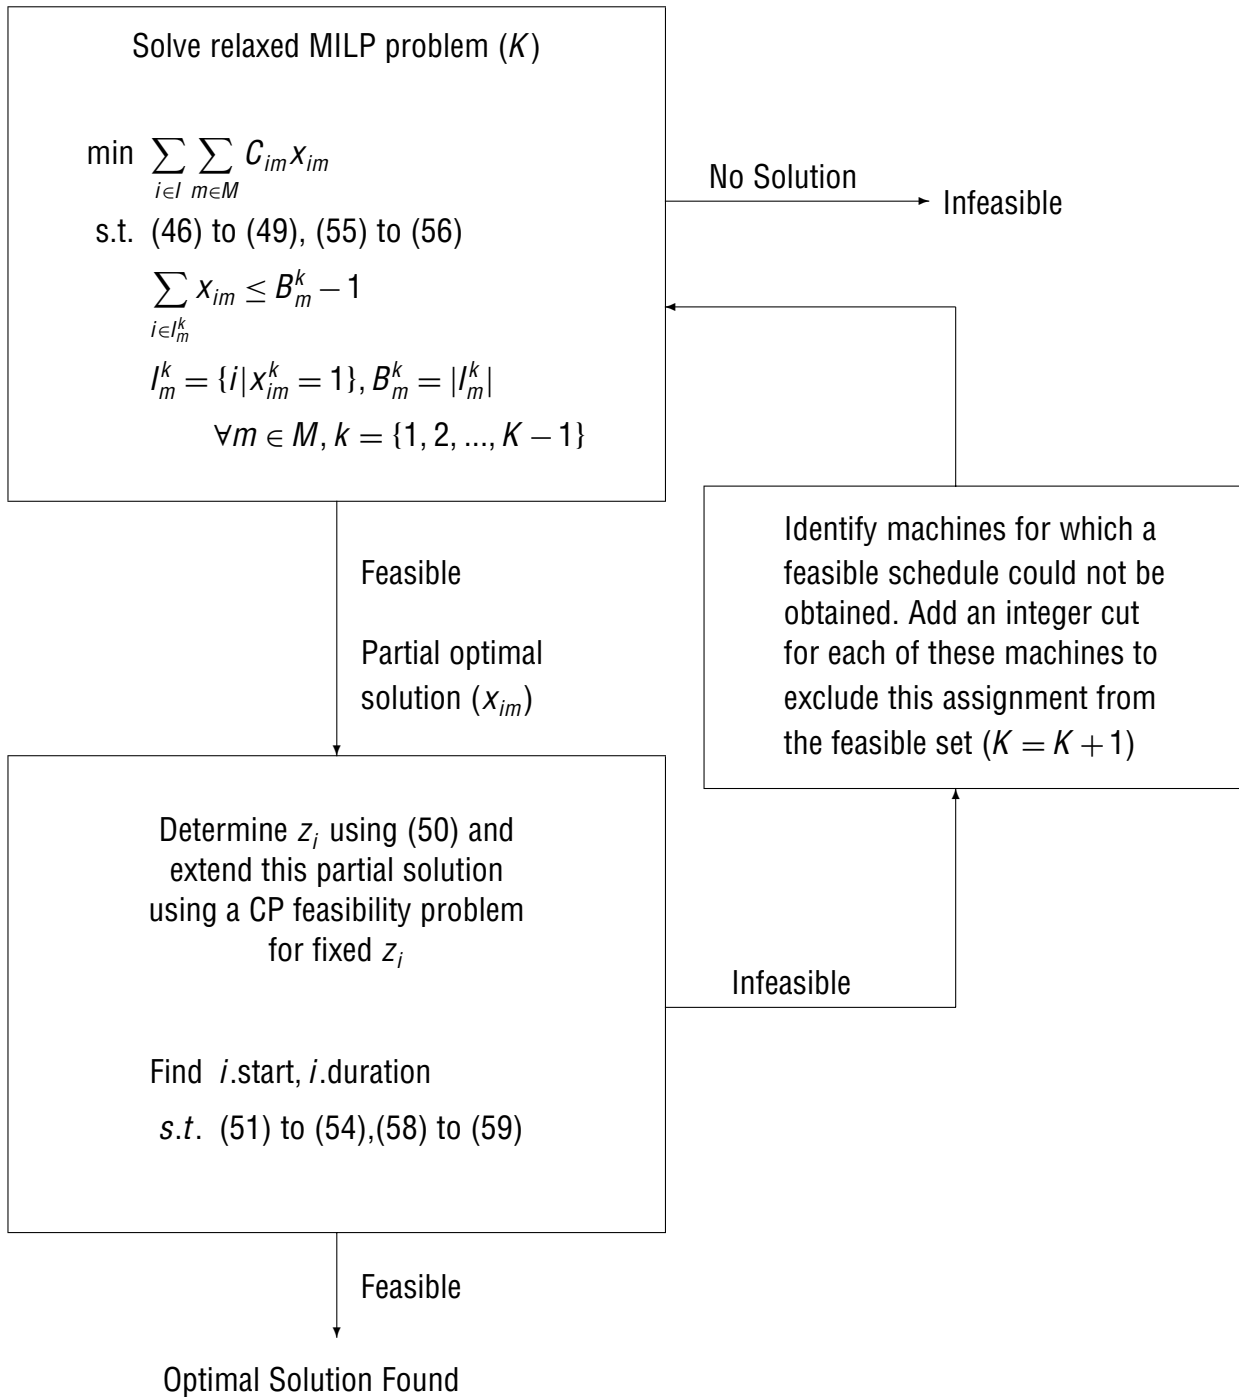 Solve relaxed MILP problem (K)
min ∑_{i∈I} ∑_{m∈M} C_{im} x_{im}
s.t. (46) to (49), (55) to (56)
∑_{i∈I_m^k} x_{im} ≤ B_m^k − 1
I_m^k = {i|x_{im}^k = 1}, B_m^k = |I_m^k|
∀m ∈ M, k = {1, 2, ..., K − 1}
No Solution
Infeasible
Feasible
Partial optimal
solution (x_{im})
Identify machines for which a
feasible schedule could not be
obtained. Add an integer cut
for each of these machines to
exclude this assignment from
the feasible set (K = K + 1)
Determine z_i using (50) and
extend this partial solution
using a CP feasibility problem
for fixed z_i
Find i.start, i.duration
s.t. (51) to (54),(58) to (59)
Infeasible
Feasible
Optimal Solution Found